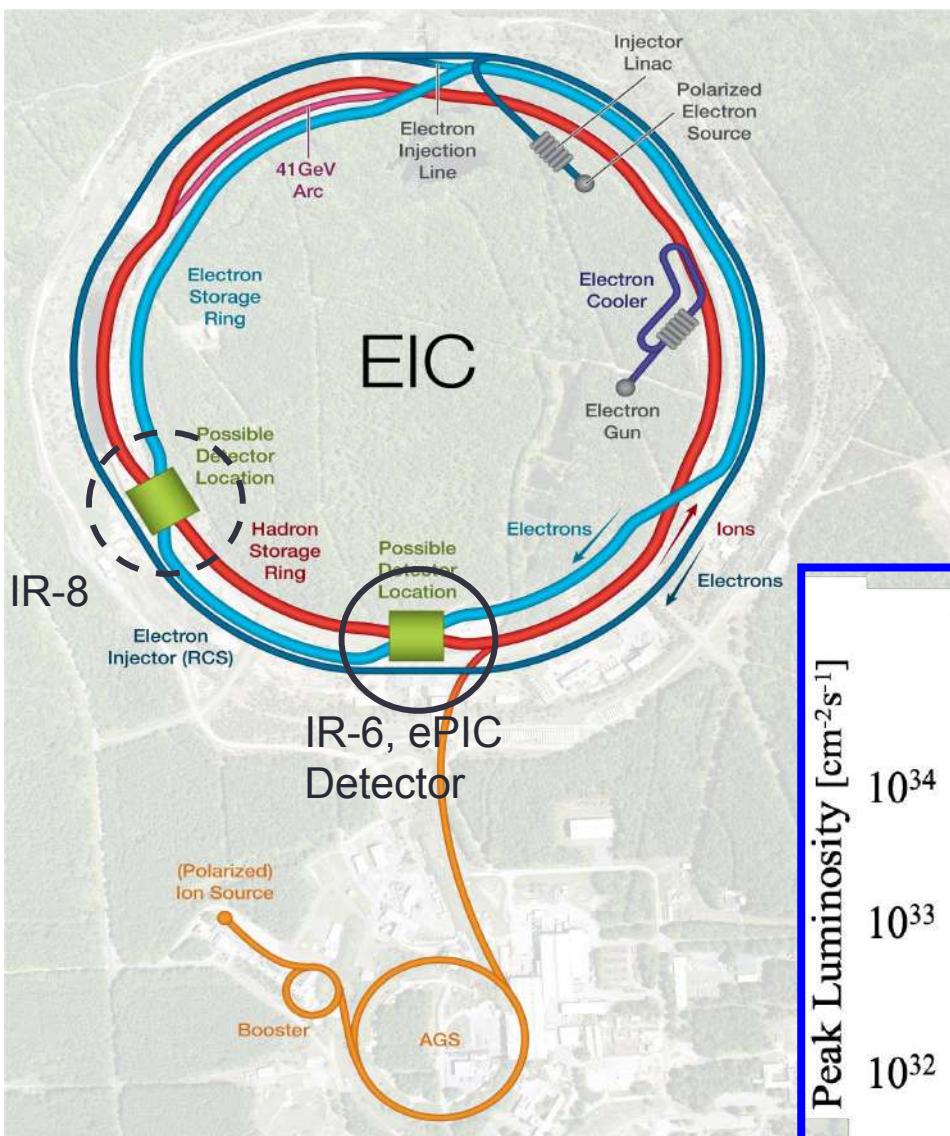 Injector
Linac
Polarized
Electron
Source
Electron
Injection
Line
41GeV
Arc
Electron
Storage
Ring
Electron
Cooler
EIC
Electron
Gun
Possible
Detector
Location
Hadron
Storage
Ring
Possible
Detector
Location
Electrons
Ions
Electrons
IR-8
Electron
Injector (RCS)
IR-6, ePIC
Detector
(Polarized)
Ion Source
Booster
AGS
Peak Luminosity [cm⁻²s⁻¹]
10³⁴
10³³
10³²